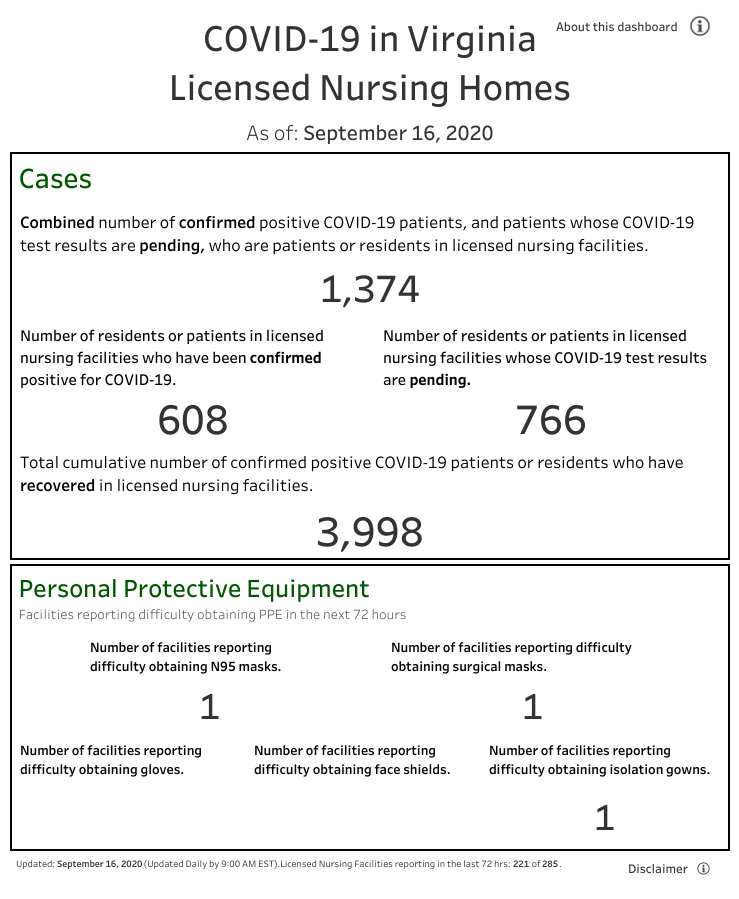 COVID-19 in Virginia
About this dashboard
Licensed Nursing Homes
As of: September 16, 2020
Cases
Combined number of confirmed positive COVID-19 patients, and patients whose COVID-19
test results are pending, who are patients or residents in licensed nursing facilities.
1,374
Number of residents or patients in licensed
nursing facilities who have been confirmed
positive for COVID-19.
608
Number of residents or patients in licensed
nursing facilities whose COVID-19 test results
are pending.
766
Total cumulative number of confirmed positive COVID-19 patients or residents who have
recovered in licensed nursing facilities.
3,998
Personal Protective Equipment
Facilities reporting difficulty obtaining PPE in the next 72 hours
Number of facilities reporting
difficulty obtaining N95 masks.
1
Number of facilities reporting difficulty
obtaining surgical masks.
1
Number of facilities reporting
difficulty obtaining gloves.
Number of facilities reporting
difficulty obtaining face shields.
Number of facilities reporting
difficulty obtaining isolation gowns.
1
Updated: September 16, 2020 (Updated Daily by 9:00 AM EST).Licensed Nursing Facilities reporting in the last 72 hrs: 221 of 285.
Disclaimer